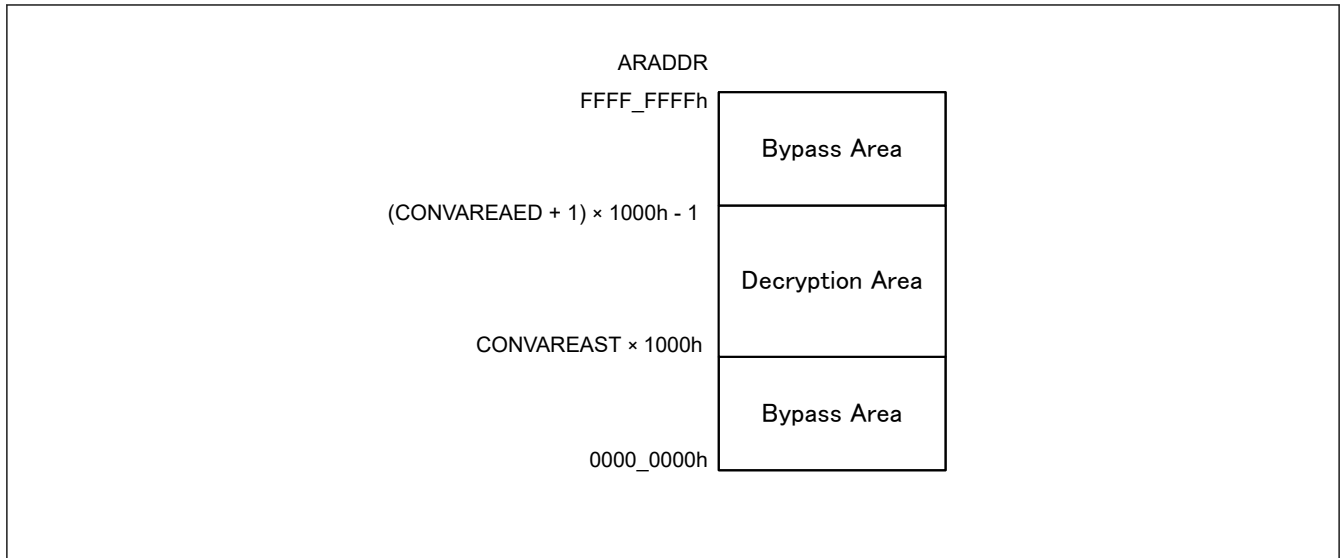 ARADDR
FFFF_FFFFh
Bypass Area
(CONVAREAED + 1) × 1000h - 1
Decryption Area
CONVAREAST × 1000h
Bypass Area
0000_0000h